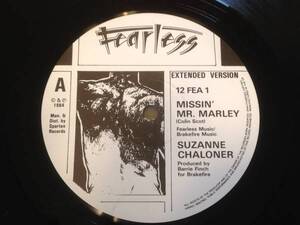 Fearless
EXTENDED VERSION
A
© & ℗
1984
Man. &
Dist. by
Spartan
Records
12 FEA 1
MISSIN'
MR. MARLEY
(Colin Scot)
Fearless Music/
Brakefire Music
SUZANNE
CHALONER
Produced by
Barrie Finch
for Brakefire